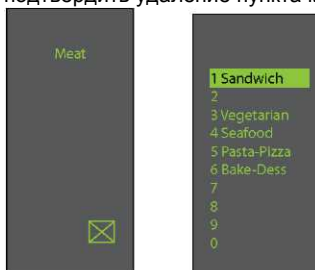 подтвердить удаление пункта
Meat
1 Sandwich
2
3 Vegetarian
4 Seafood
5 Pasta-Pizza
6 Bake-Dess
7
8
9
0